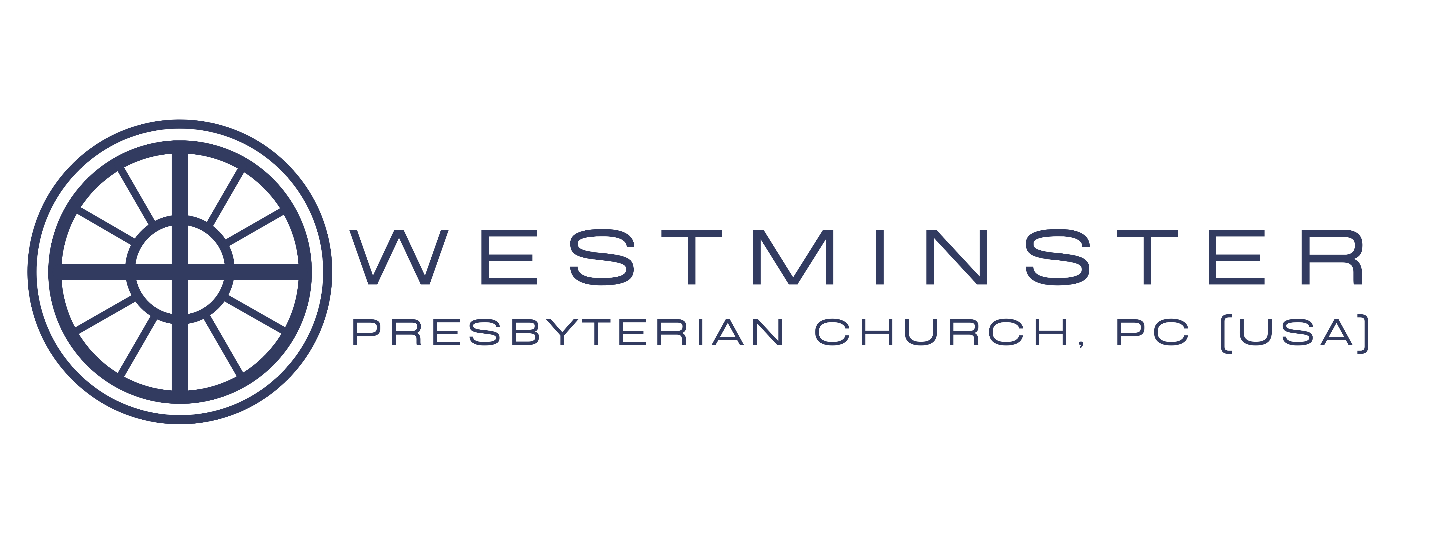 WESTMINSTER
PRESBYTERIAN CHURCH, PC (USA)